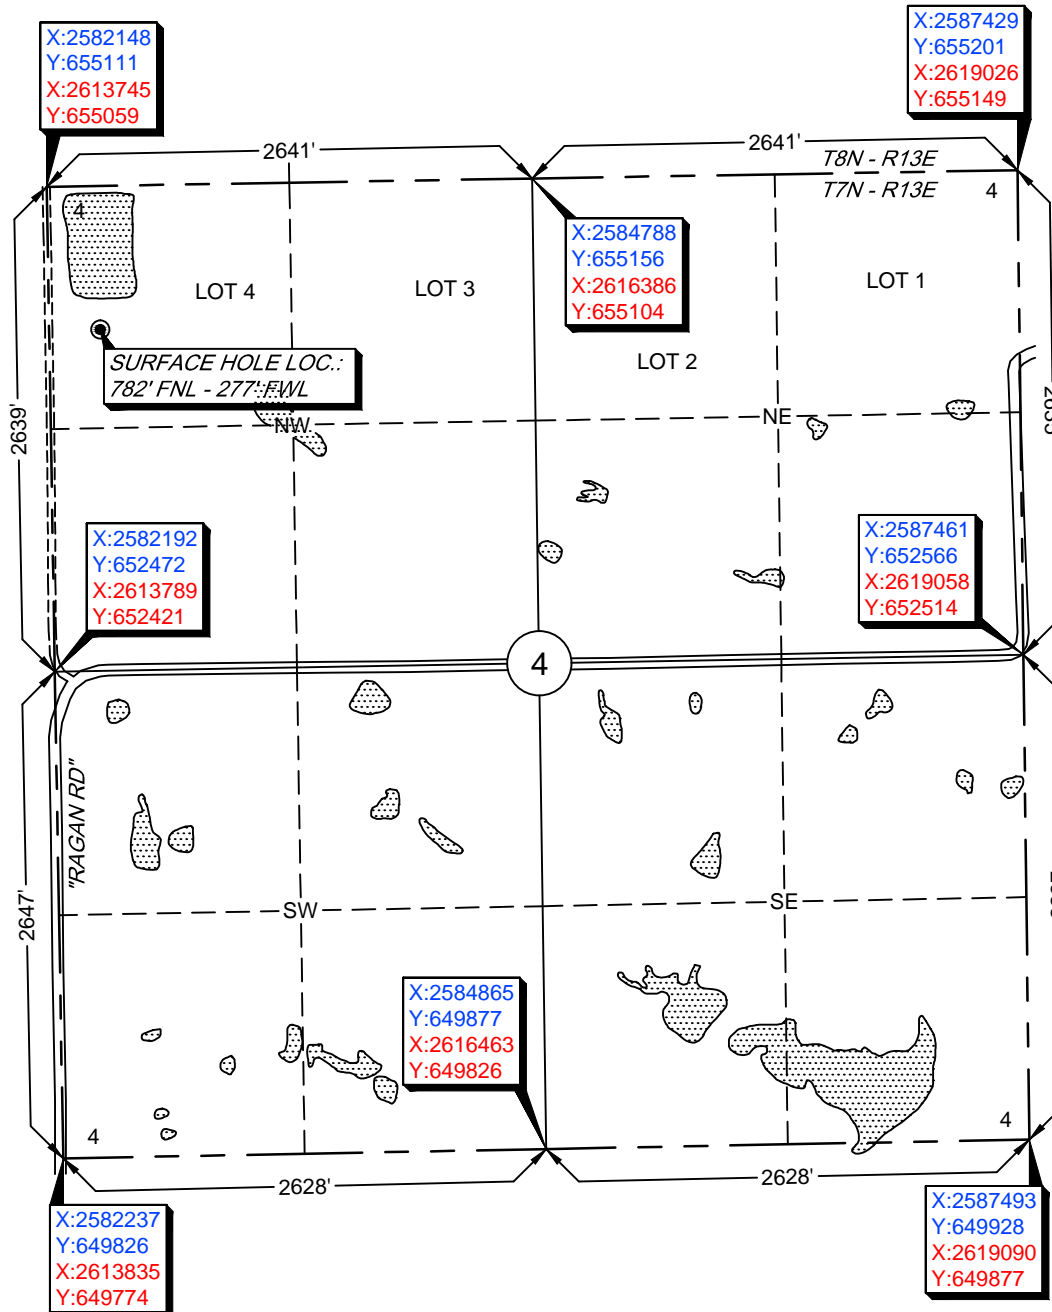 X:2582148
Y:655111
X:2613745
Y:655059
X:2587429
Y:655201
X:2619026
Y:655149
2641'
2641'
T8N - R13E
T7N - R13E
4
4
X:2584788
Y:655156
X:2616386
Y:655104
LOT 4
LOT 3
LOT 1
LOT 2
SURFACE HOLE LOC.:
782' FNL - 277' FWL
2639'
NW
NE
X:2582192
Y:652472
X:2613789
Y:652421
X:2587461
Y:652566
X:2619058
Y:652514
4
"RAGAN RD"
2647'
SW
SE
X:2584865
Y:649877
X:2616463
Y:649826
4
4
2628'
2628'
X:2582237
Y:649826
X:2613835
Y:649774
X:2587493
Y:649928
X:2619090
Y:649877